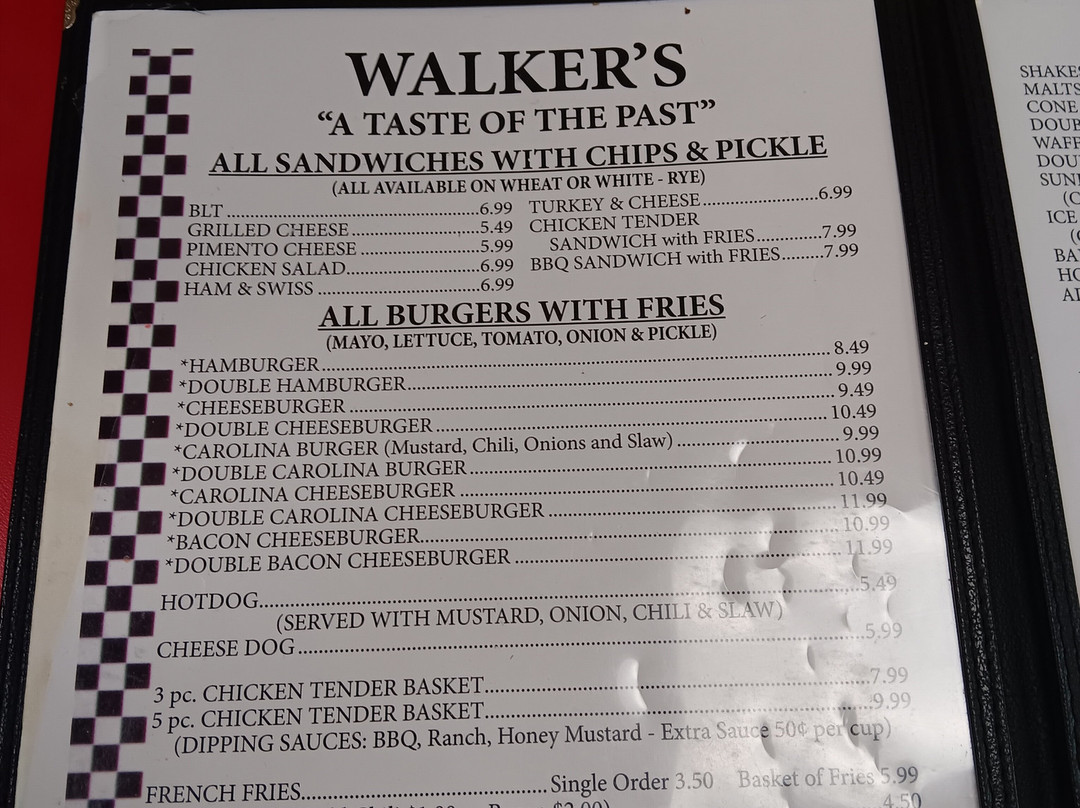 WALKER'S
“A TASTE OF THE PAST”
ALL SANDWICHES WITH CHIPS & PICKLE
(ALL AVAILABLE ON WHEAT OR WHITE - RYE)
BLT 6.99
GRILLED CHEESE 5.49
PIMENTO CHEESE 5.99
CHICKEN SALAD 6.99
HAM & SWISS 6.99
TURKEY & CHEESE 6.99
CHICKEN TENDER
SANDWICH with FRIES 7.99
BBQ SANDWICH with FRIES 7.99
ALL BURGERS WITH FRIES
(MAYO, LETTUCE, TOMATO, ONION & PICKLE)
*HAMBURGER 8.49
*DOUBLE HAMBURGER 9.99
*CHEESEBURGER 9.49
*DOUBLE CHEESEBURGER 10.49
*CAROLINA BURGER (Mustard, Chili, Onions and Slaw) 9.99
*DOUBLE CAROLINA BURGER 10.99
*CAROLINA CHEESEBURGER 10.49
*DOUBLE CAROLINA CHEESEBURGER 11.99
*BACON CHEESEBURGER 10.99
*DOUBLE BACON CHEESEBURGER 11.99
HOTDOG 5.49
(SERVED WITH MUSTARD, ONION, CHILI & SLAW)
CHEESE DOG 5.99
3 pc. CHICKEN TENDER BASKET 7.99
5 pc. CHICKEN TENDER BASKET 9.99
(DIPPING SAUCES: BBQ, Ranch, Honey Mustard - Extra Sauce 50¢ per cup)
FRENCH FRIES Single Order 3.50 Basket of Fries 5.99
4.50
SHAKES
MALTS
CONE